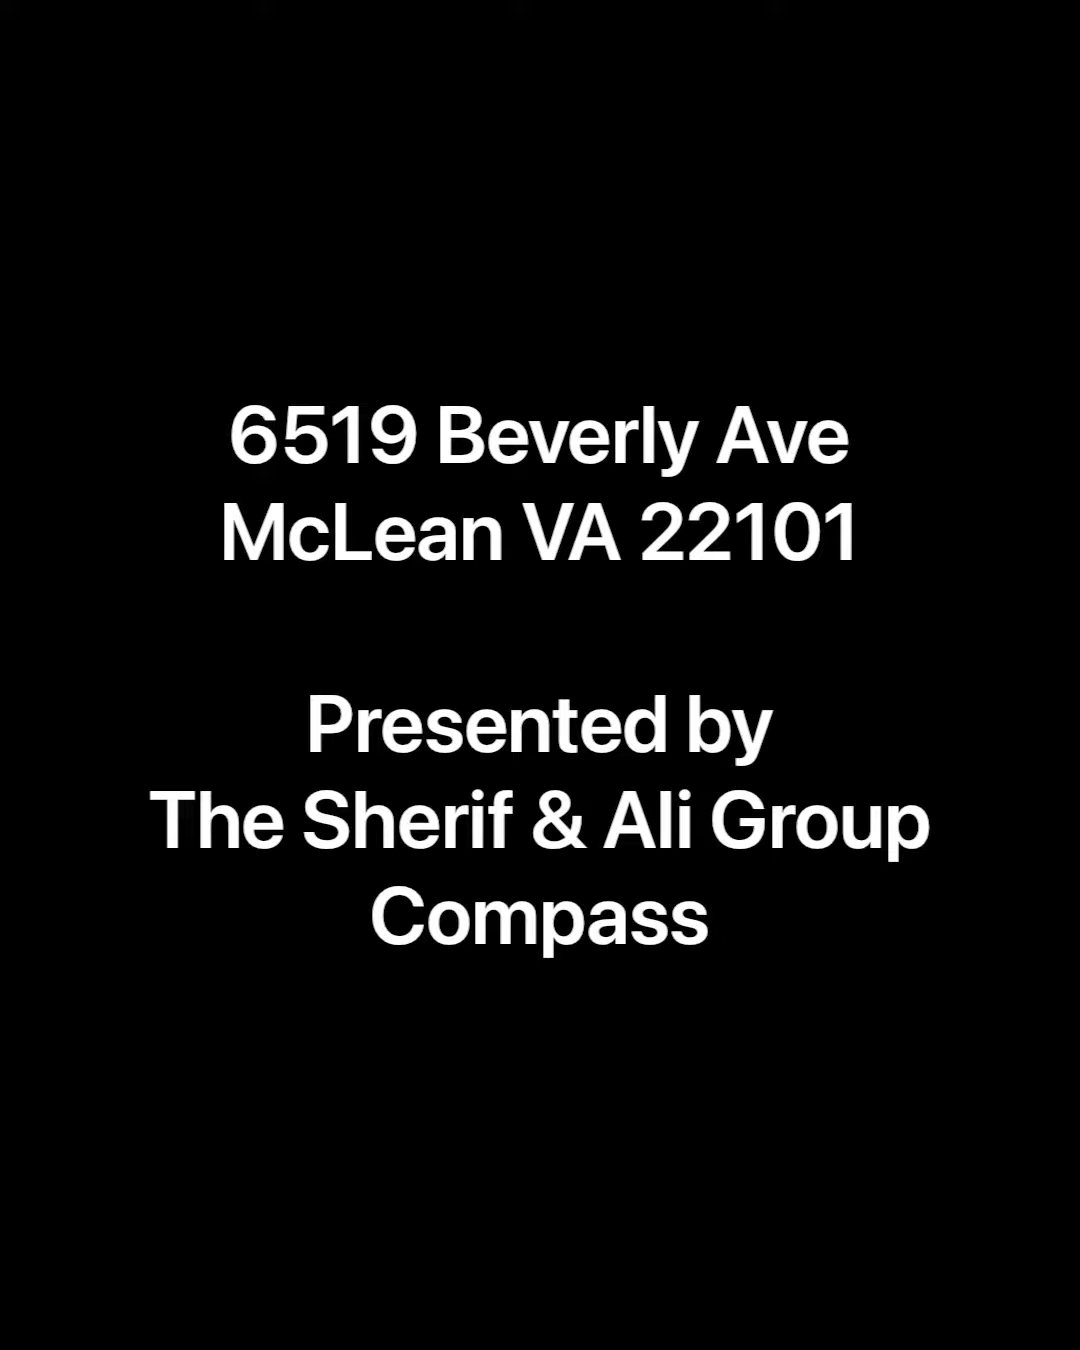 6519 Beverly Ave
McLean VA 22101
Presented by
The Sherif & Ali Group
Compass